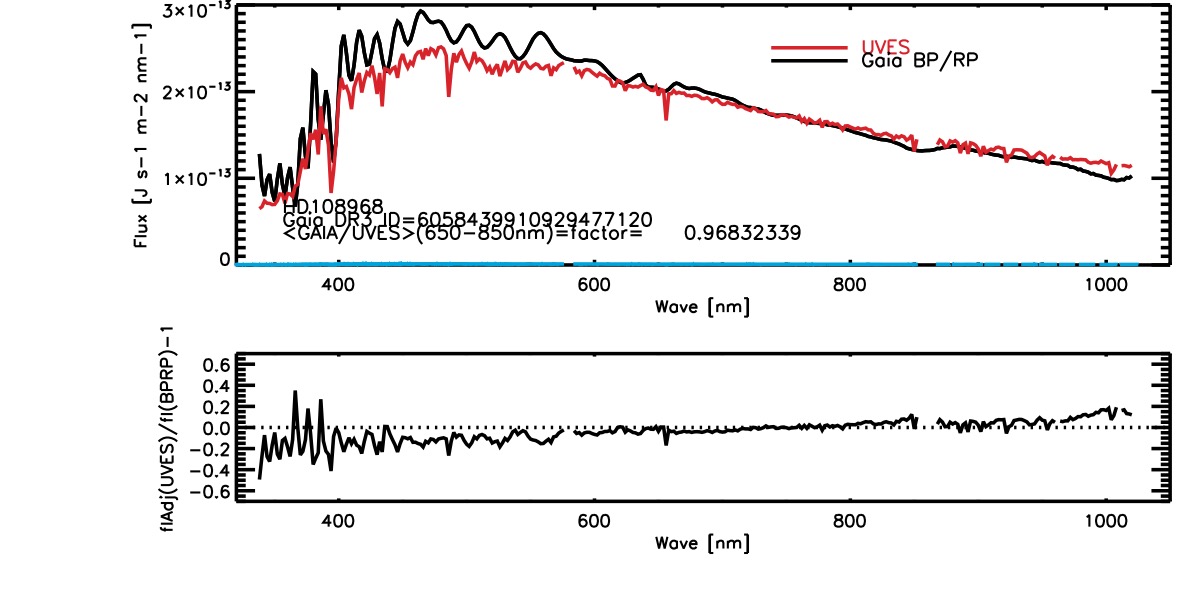 3×10−13
2×10−13
1×10−13
0
Flux [J s−1 m−2 nm−1]
UVES
Gaia BP/RP
HD108968
Gaia DR3 ID=6058439910929477120
<GAIA/UVES>(650−850nm)=factor= 0.96832339
400 600 800 1000
Wave [nm]
flAdj(UVES)/fl(BPRP)−1
0.6
0.4
0.2
0.0
−0.2
−0.4
−0.6
400 600 800 1000
Wave [nm]